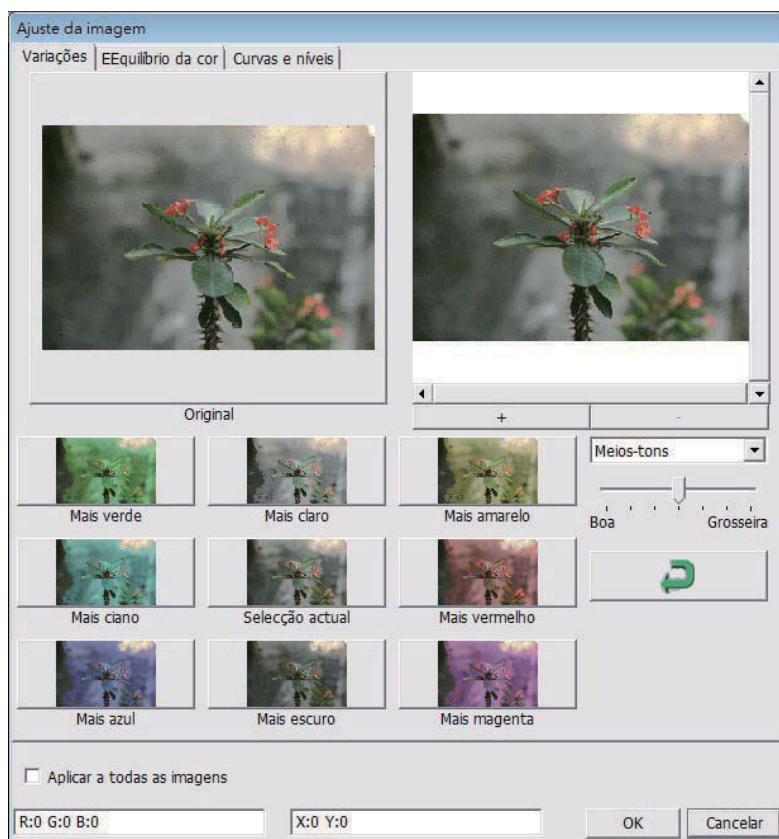 Ajuste da imagem
Variações EEquilíbrio da cor Curvas e níveis
Original
+ -
Mais verde Mais claro Mais amarelo
Meios-tons
Boa Grosseira
Mais ciano Selecção actual Mais vermelho
Mais azul Mais escuro Mais magenta
Aplicar a todas as imagens
R:0 G:0 B:0 X:0 Y:0 OK Cancelar